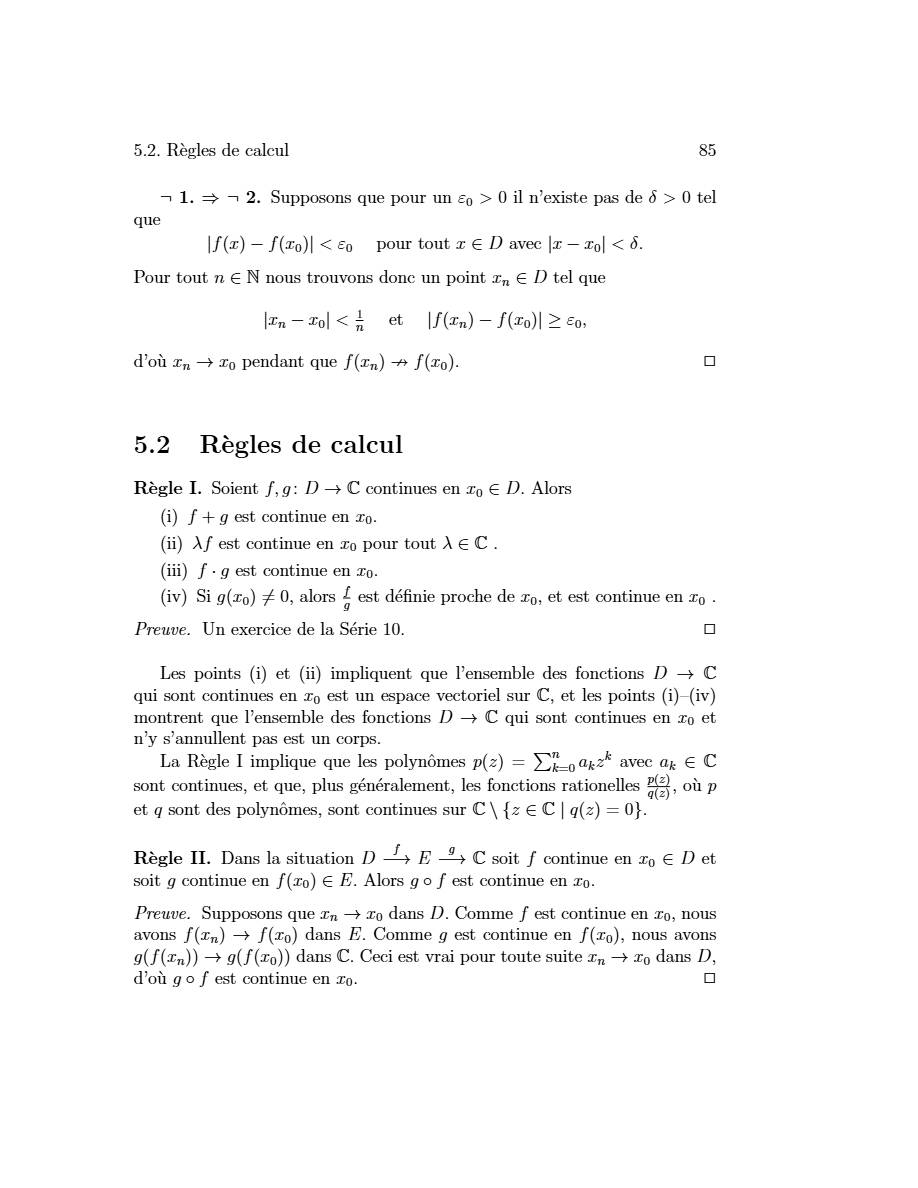 5.2. Règles de calcul 85
¬ 1. ⇒ ¬ 2. Supposons que pour un ε₀ > 0 il n'existe pas de δ > 0 tel
que
|f(x) − f(x₀)| < ε₀ pour tout x ∈ D avec |x − x₀| < δ.
Pour tout n ∈ ℕ nous trouvons donc un point xₙ ∈ D tel que
|xₙ − x₀| < 1/n et |f(xₙ) − f(x₀)| ≥ ε₀,
d'où xₙ → x₀ pendant que f(xₙ) ↛ f(x₀). □
5.2 Règles de calcul
Règle I. Soient f, g : D → ℂ continues en x₀ ∈ D. Alors
(i) f + g est continue en x₀.
(ii) λf est continue en x₀ pour tout λ ∈ ℂ .
(iii) f · g est continue en x₀.
(iv) Si g(x₀) ≠ 0, alors f/g est définie proche de x₀, et est continue en x₀ .
Preuve. Un exercice de la Série 10. □
Les points (i) et (ii) impliquent que l'ensemble des fonctions D → ℂ
qui sont continues en x₀ est un espace vectoriel sur ℂ, et les points (i)–(iv)
montrent que l'ensemble des fonctions D → ℂ qui sont continues en x₀ et
n'y s'annullent pas est un corps.
La Règle I implique que les polynômes p(z) = ∑ⁿₖ₌₀ aₖzᵏ avec aₖ ∈ ℂ
sont continues, et que, plus généralement, les fonctions rationelles p(z)/q(z), où p
et q sont des polynômes, sont continues sur ℂ \ {z ∈ ℂ | q(z) = 0}.
Règle II. Dans la situation D —f→ E —g→ ℂ soit f continue en x₀ ∈ D et
soit g continue en f(x₀) ∈ E. Alors g ∘ f est continue en x₀.
Preuve. Supposons que xₙ → x₀ dans D. Comme f est continue en x₀, nous
avons f(xₙ) → f(x₀) dans E. Comme g est continue en f(x₀), nous avons
g(f(xₙ)) → g(f(x₀)) dans ℂ. Ceci est vrai pour toute suite xₙ → x₀ dans D,
d'où g ∘ f est continue en x₀. □